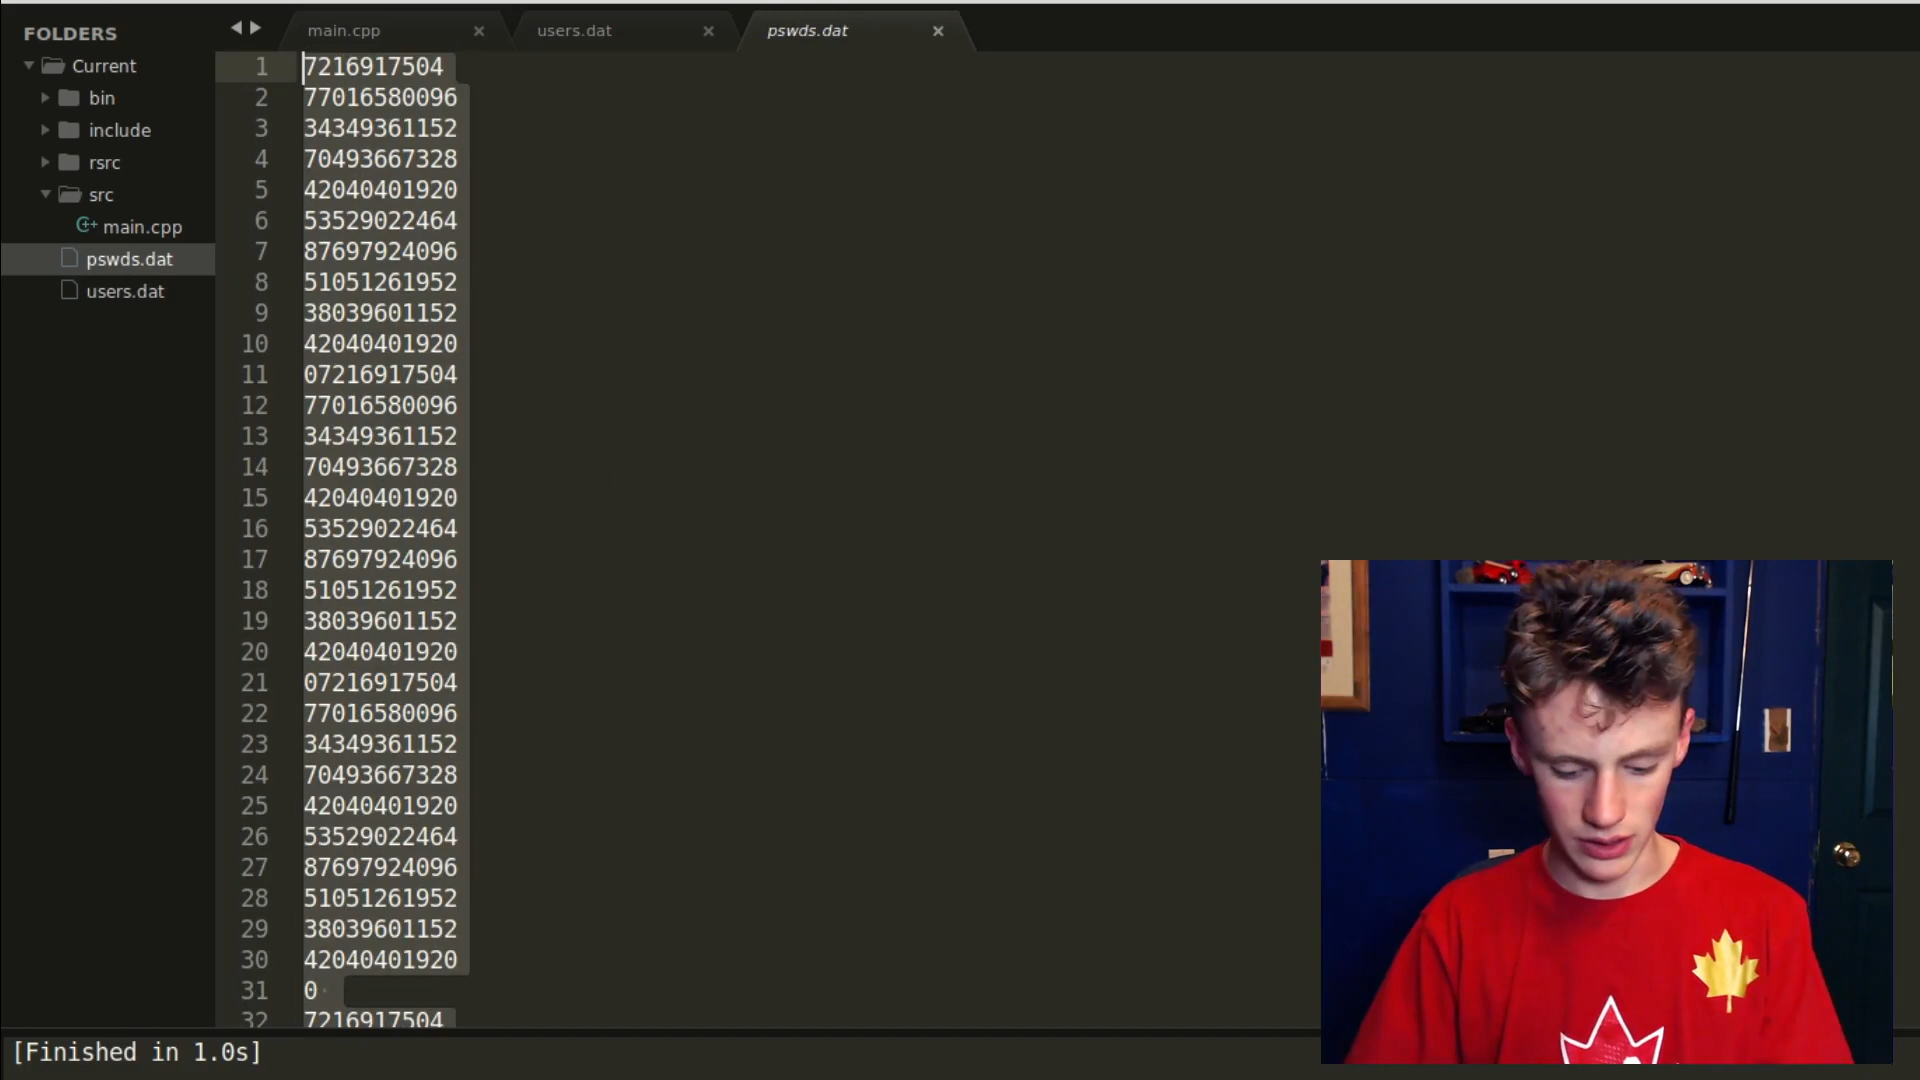 FOLDERS
Current
bin
include
rsrc
src
main.cpp
pswds.dat
users.dat
main.cpp ×
users.dat ×
pswds.dat ×
1 7216917504
2 77016580096
3 34349361152
4 70493667328
5 42040401920
6 53529022464
7 87697924096
8 51051261952
9 38039601152
10 42040401920
11 07216917504
12 77016580096
13 34349361152
14 70493667328
15 42040401920
16 53529022464
17 87697924096
18 51051261952
19 38039601152
20 42040401920
21 07216917504
22 77016580096
23 34349361152
24 70493667328
25 42040401920
26 53529022464
27 87697924096
28 51051261952
29 38039601152
30 42040401920
31 0
32 7216917504
[Finished in 1.0s]